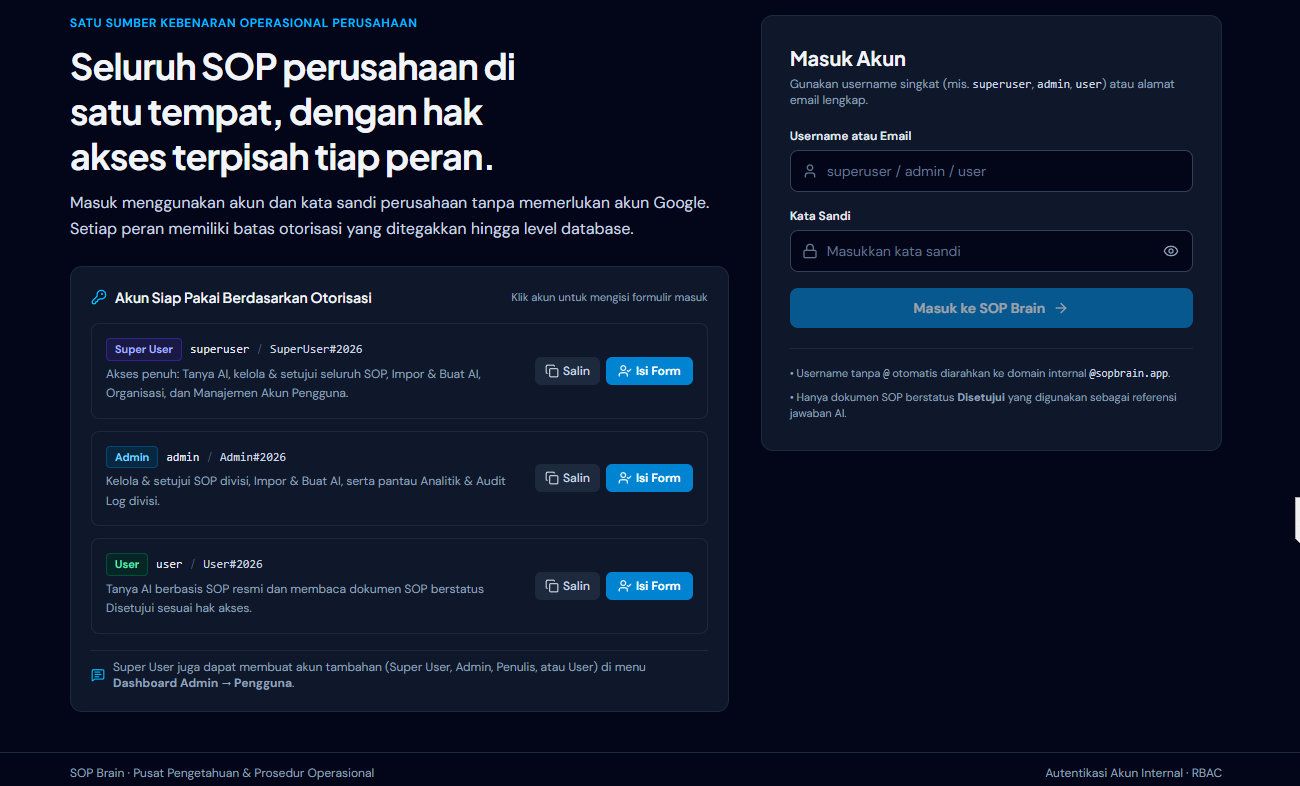 SATU SUMBER KEBENARAN OPERASIONAL PERUSAHAAN
Seluruh SOP perusahaan di
satu tempat, dengan hak
akses terpisah tiap peran.
Masuk menggunakan akun dan kata sandi perusahaan tanpa memerlukan akun Google.
Setiap peran memiliki batas otorisasi yang ditegakkan hingga level database.
Akun Siap Pakai Berdasarkan Otorisasi
Klik akun untuk mengisi formulir masuk
Super User superuser / SuperUser#2026
Akses penuh: Tanya AI, kelola & setujui seluruh SOP, Impor & Buat AI,
Organisasi, dan Manajemen Akun Pengguna.
Salin
Isi Form
Admin admin / Admin#2026
Kelola & setujui SOP divisi, Impor & Buat AI, serta pantau Analitik & Audit
Log divisi.
Salin
Isi Form
User user / User#2026
Tanya AI berbasis SOP resmi dan membaca dokumen SOP berstatus
Disetujui sesuai hak akses.
Salin
Isi Form
Super User juga dapat membuat akun tambahan (Super User, Admin, Penulis, atau User) di menu
Dashboard Admin → Pengguna.
Masuk Akun
Gunakan username singkat (mis. superuser, admin, user) atau alamat
email lengkap.
Username atau Email
superuser / admin / user
Kata Sandi
Masukkan kata sandi
Masuk ke SOP Brain →
• Username tanpa @ otomatis diarahkan ke domain internal @sopbrain.app.
• Hanya dokumen SOP berstatus Disetujui yang digunakan sebagai referensi
jawaban AI.
SOP Brain · Pusat Pengetahuan & Prosedur Operasional
Autentikasi Akun Internal · RBAC